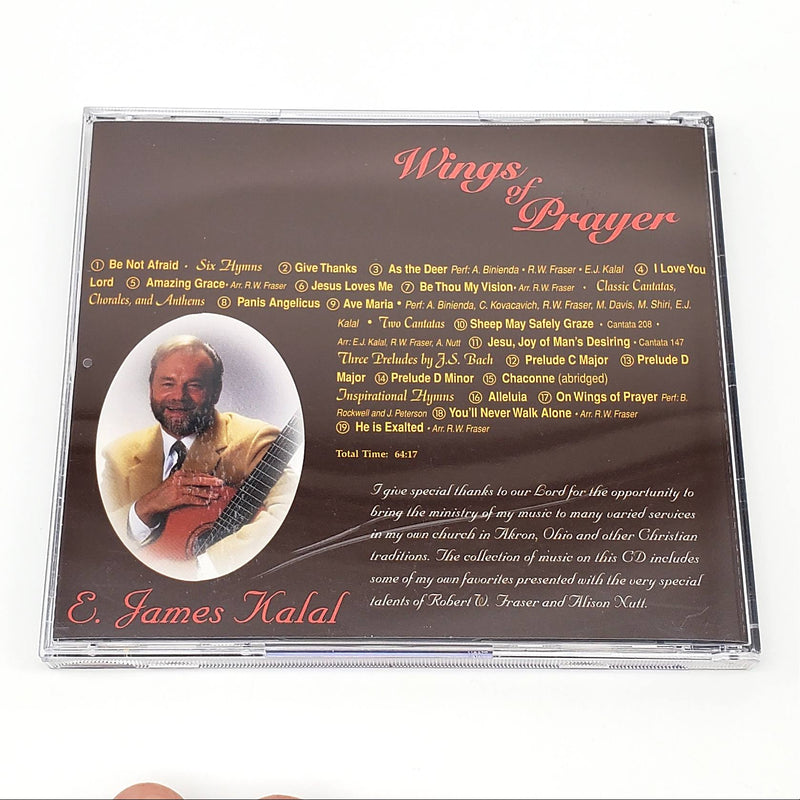 Wings
of
Prayer
① Be Not Afraid • Six Hymns ② Give Thanks ③ As the Deer Perf: A. Binienda • R.W. Fraser • E.J. Kalal ④ I Love You
Lord ⑤ Amazing Grace• Arr. R.W. Fraser ⑥ Jesus Loves Me ⑦ Be Thou My Vision• Arr. R.W. Fraser • Classic Cantatas,
Chorales, and Anthems ⑧ Panis Angelicus ⑨ Ave Maria • Perf: A. Binienda, C. Kovacavich, R.W. Fraser, M. Davis, M. Shiri, E.J.
Kalal • Two Cantatas ⑩ Sheep May Safely Graze • Cantata 208 •
Arr: E.J. Kalal, R.W. Fraser, A. Nutt ⑪ Jesu, Joy of Man's Desiring • Cantata 147
Three Preludes by J.S. Bach ⑫ Prelude C Major ⑬ Prelude D
Major ⑭ Prelude D Minor ⑮ Chaconne (abridged)
Inspirational Hymns ⑯ Alleluia ⑰ On Wings of Prayer Perf: B.
Rockwell and J. Peterson ⑱ You'll Never Walk Alone • Arr. R.W. Fraser
⑲ He is Exalted • Arr. R.W. Fraser
Total Time: 64:17
I give special thanks to our Lord for the opportunity to
bring the ministry of my music to many varied services
in my own church in Akron, Ohio and other Christian
traditions. The collection of music on this CD includes
some of my own favorites presented with the very special
talents of Robert W. Fraser and Alison Nutt.
E. James Kalal